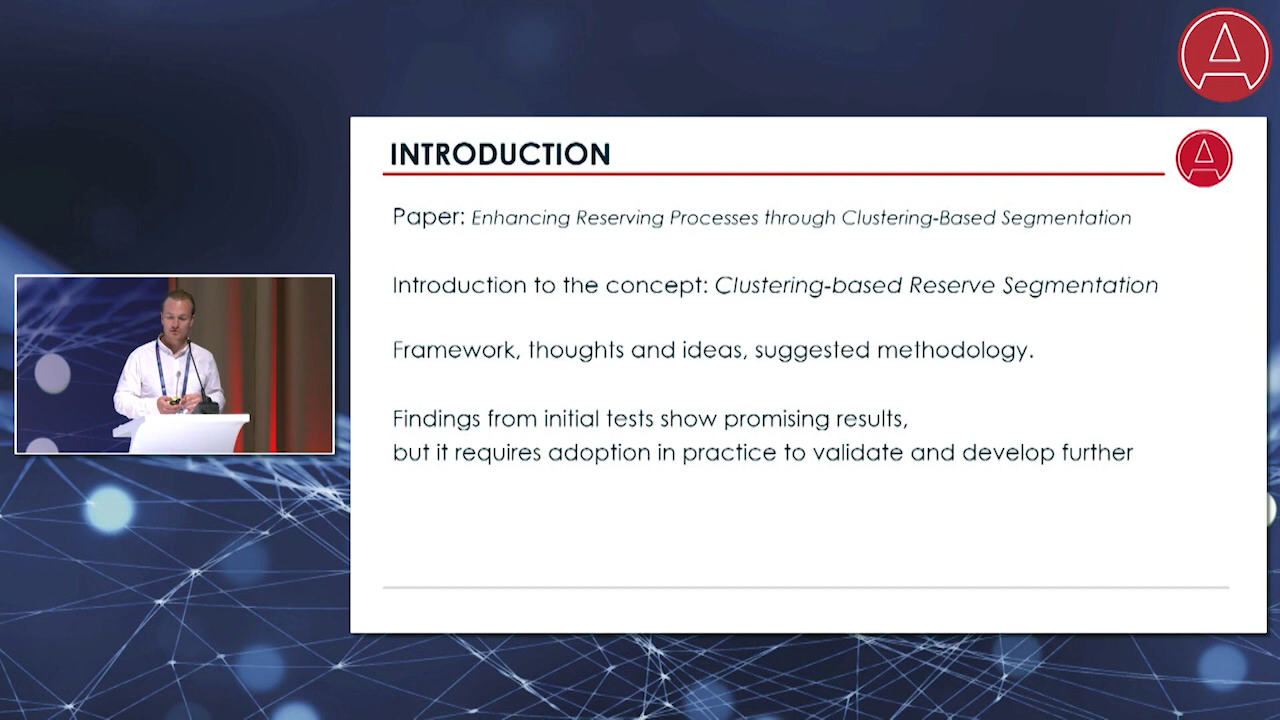 INTRODUCTION
Paper: Enhancing Reserving Processes through Clustering-Based Segmentation
Introduction to the concept: Clustering-based Reserve Segmentation
Framework, thoughts and ideas, suggested methodology.
Findings from initial tests show promising results,
but it requires adoption in practice to validate and develop further